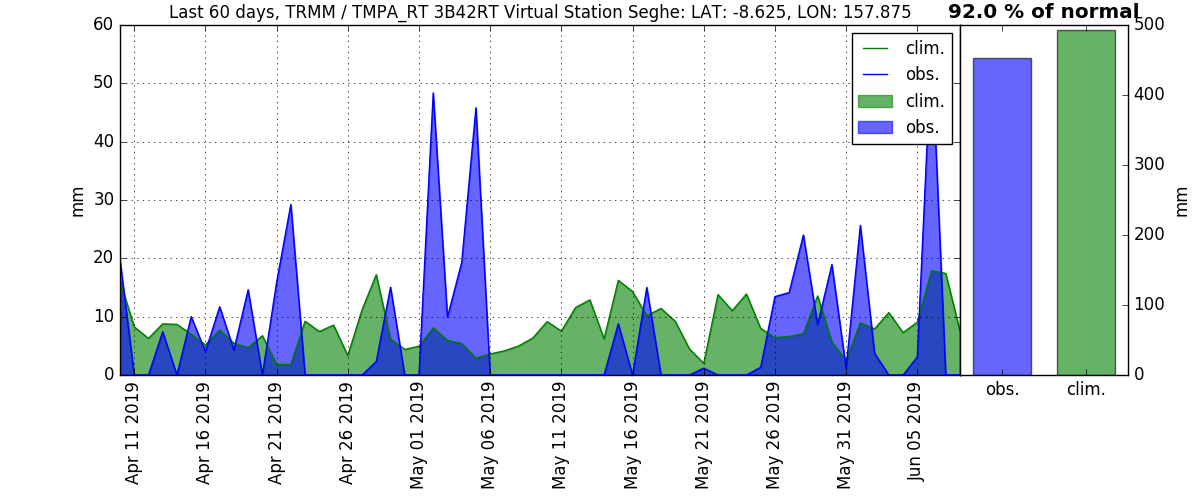 Last 60 days, TRMM / TMPA_RT 3B42RT Virtual Station Seghe: LAT: -8.625, LON: 157.875
92.0 % of normal
60
50
40
30
20
10
0
mm
clim.
obs.
clim.
obs.
500
400
300
200
100
0
mm
Apr 11 2019
Apr 16 2019
Apr 21 2019
Apr 26 2019
May 01 2019
May 06 2019
May 11 2019
May 16 2019
May 21 2019
May 26 2019
May 31 2019
Jun 05 2019
obs.
clim.